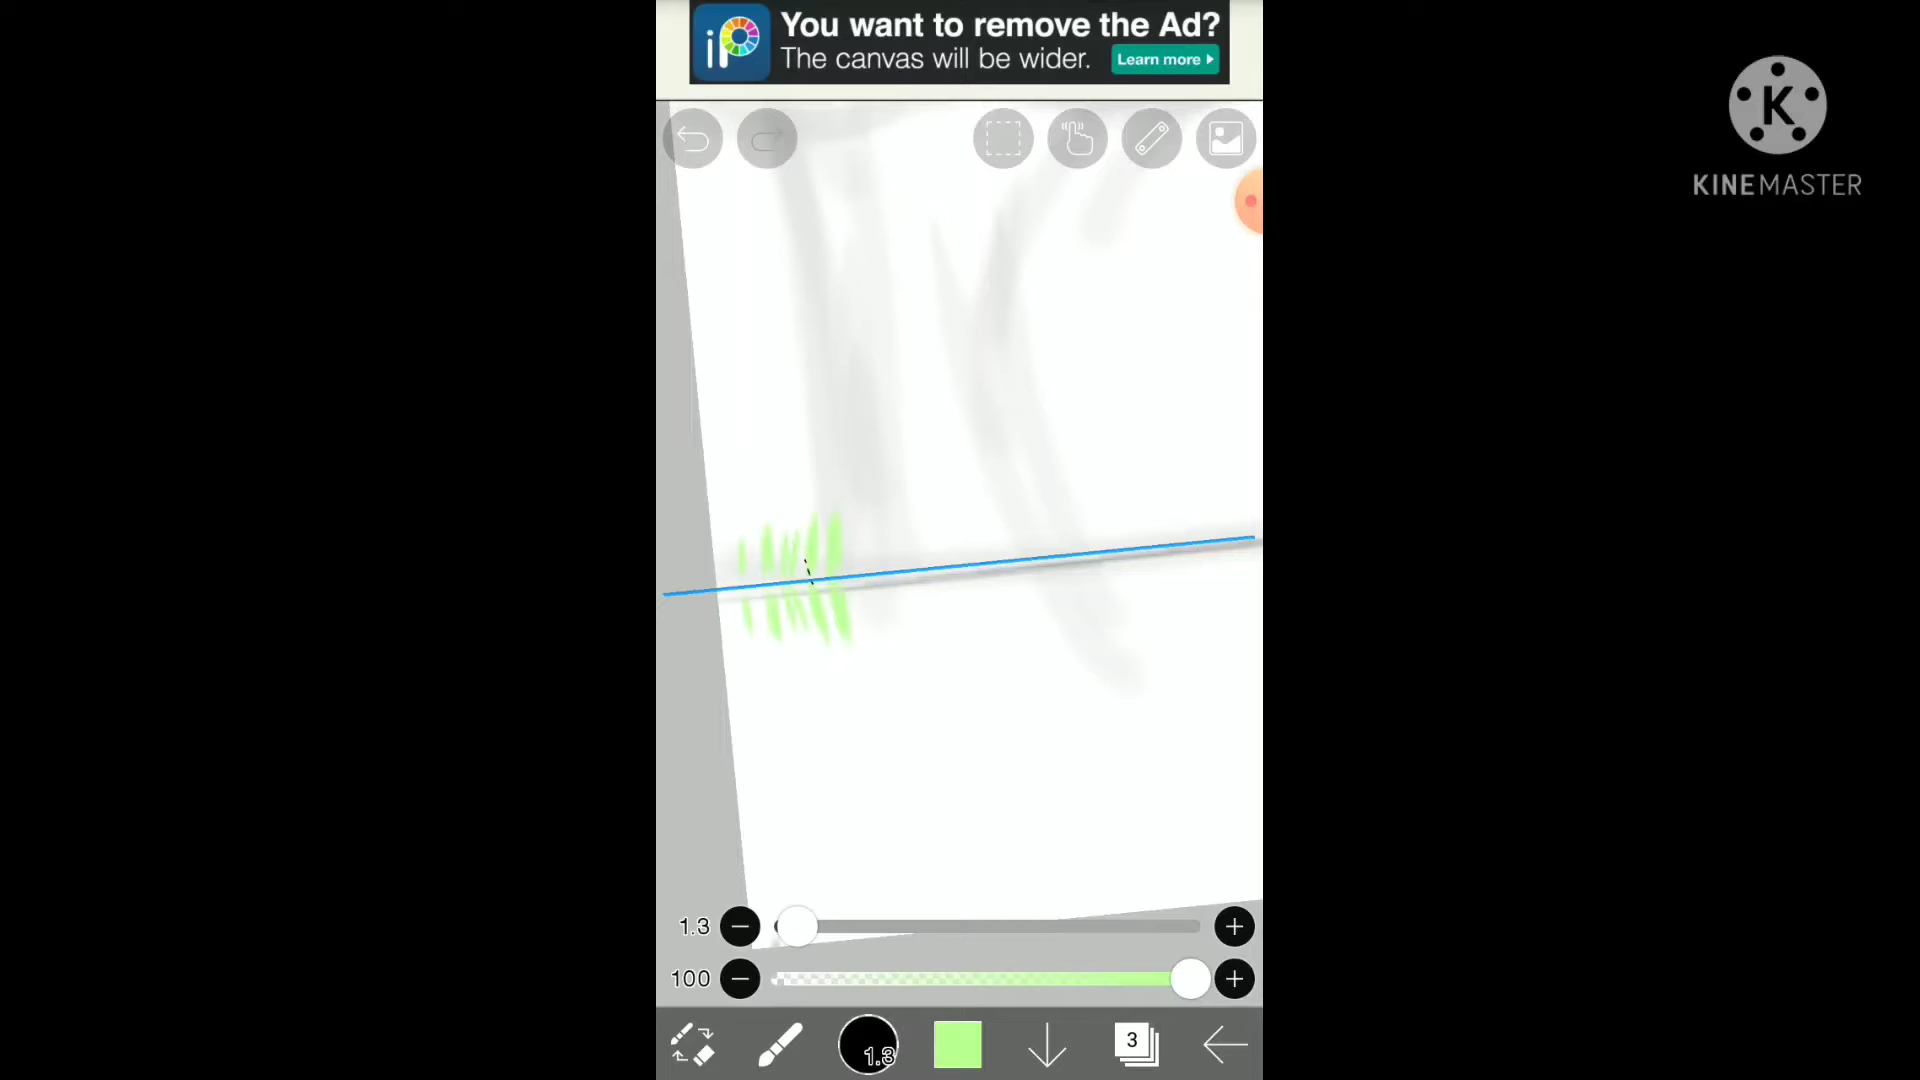 iP
You want to remove the Ad?
The canvas will be wider.
Learn more
K
KINEMASTER
1.3
100
1.3
3